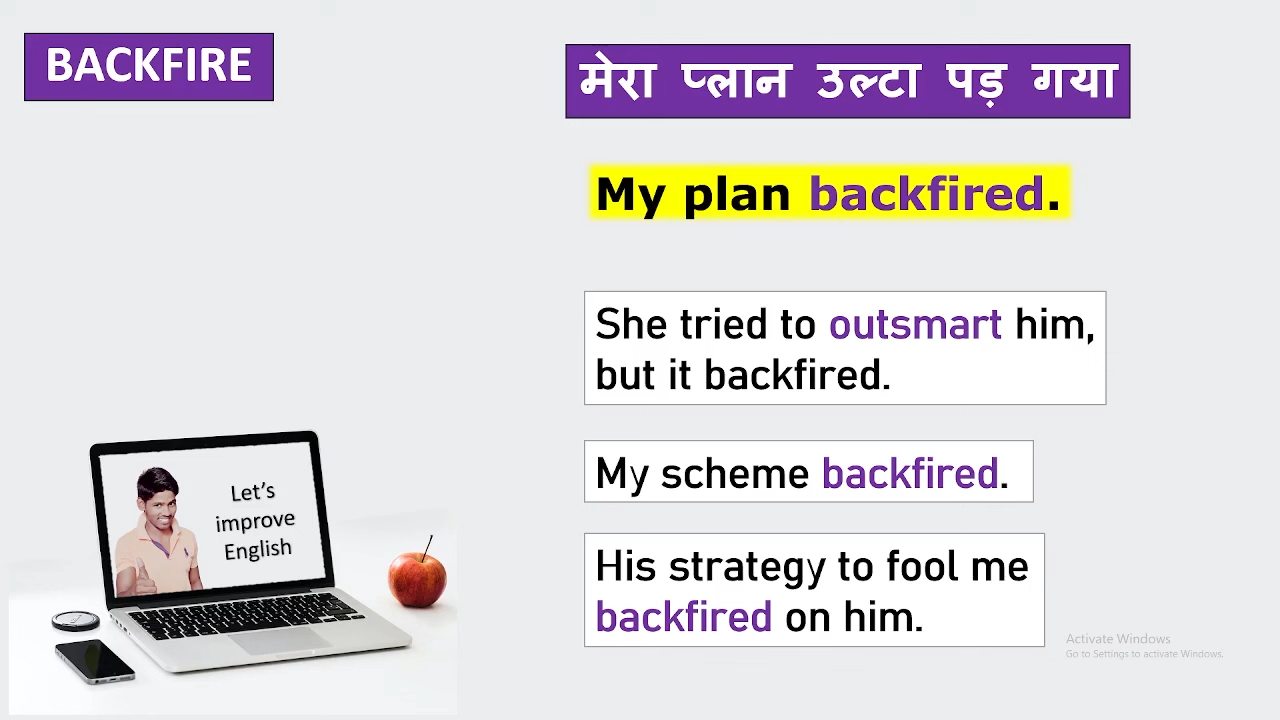 BACKFIRE
मेरा प्लान उल्टा पड़ गया
My plan backfired.
She tried to outsmart him,
but it backfired.
My scheme backfired.
His strategy to fool me
backfired on him.
Let's
improve
English
Activate Windows
Go to Settings to activate Windows.